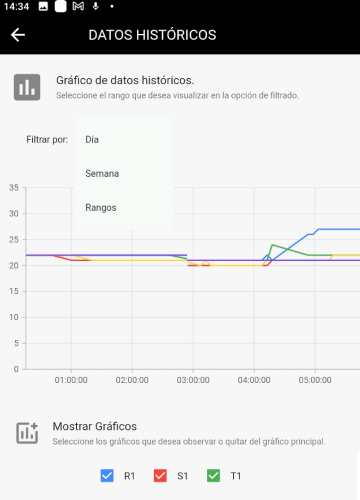 14:34
DATOS HISTÓRICOS
Gráfico de datos históricos.
Seleccione el rango que desea visualizar en la opción de filtrado.
Filtrar por:
Día
Semana
Rangos
35
30
25
20
15
10
5
0
01:00:00 02:00:00 03:00:00 04:00:00 05:00:00
Mostrar Gráficos
Seleccione los gráficos que desea observar o quitar del gráfico principal.
R1 S1 T1